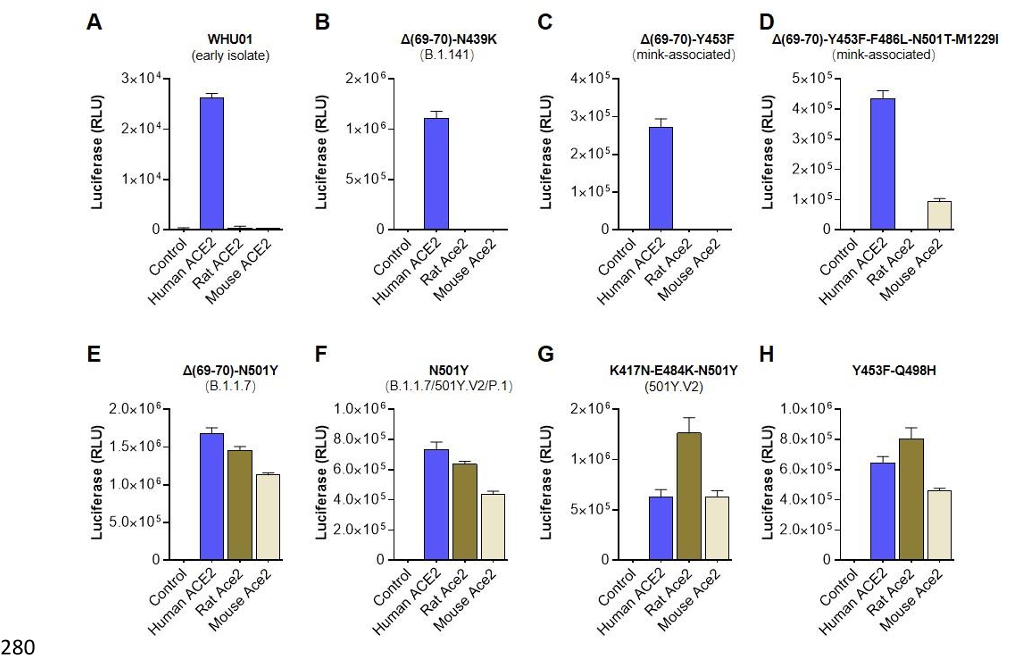 A
WHU01
(early isolate)
Luciferase (RLU)
3×10⁴
2×10⁴
1×10⁴
0
Control
Human ACE2
Rat ACE2
Mouse ACE2
B
Δ(69-70)-N439K
(B.1.141)
Luciferase (RLU)
2×10⁶
1×10⁶
5×10⁵
0
Control
Human ACE2
Rat Ace2
Mouse Ace2
C
Δ(69-70)-Y453F
(mink-associated)
Luciferase (RLU)
4×10⁵
3×10⁵
2×10⁵
1×10⁵
0
Control
Human ACE2
Rat Ace2
Mouse Ace2
D
Δ(69-70)-Y453F-F486L-N501T-M1229I
(mink-associated)
Luciferase (RLU)
5×10⁵
4×10⁵
3×10⁵
2×10⁵
1×10⁵
0
Control
Human ACE2
Rat Ace2
Mouse Ace2
E
Δ(69-70)-N501Y
(B.1.1.7)
Luciferase (RLU)
2.0×10⁶
1.5×10⁶
1.0×10⁶
5.0×10⁵
0
Control
Human ACE2
Rat Ace2
Mouse Ace2
F
N501Y
(B.1.1.7/501Y.V2/P.1)
Luciferase (RLU)
1.0×10⁶
8.0×10⁵
6.0×10⁵
4.0×10⁵
2.0×10⁵
0
Control
Human ACE2
Rat Ace2
Mouse Ace2
G
K417N-E484K-N501Y
(501Y.V2)
Luciferase (RLU)
2×10⁶
1×10⁶
5×10⁵
0
Control
Human ACE2
Rat Ace2
Mouse Ace2
H
Y453F-Q498H
Luciferase (RLU)
1.0×10⁶
8.0×10⁵
6.0×10⁵
4.0×10⁵
2.0×10⁵
0
Control
Human ACE2
Rat Ace2
Mouse Ace2
280